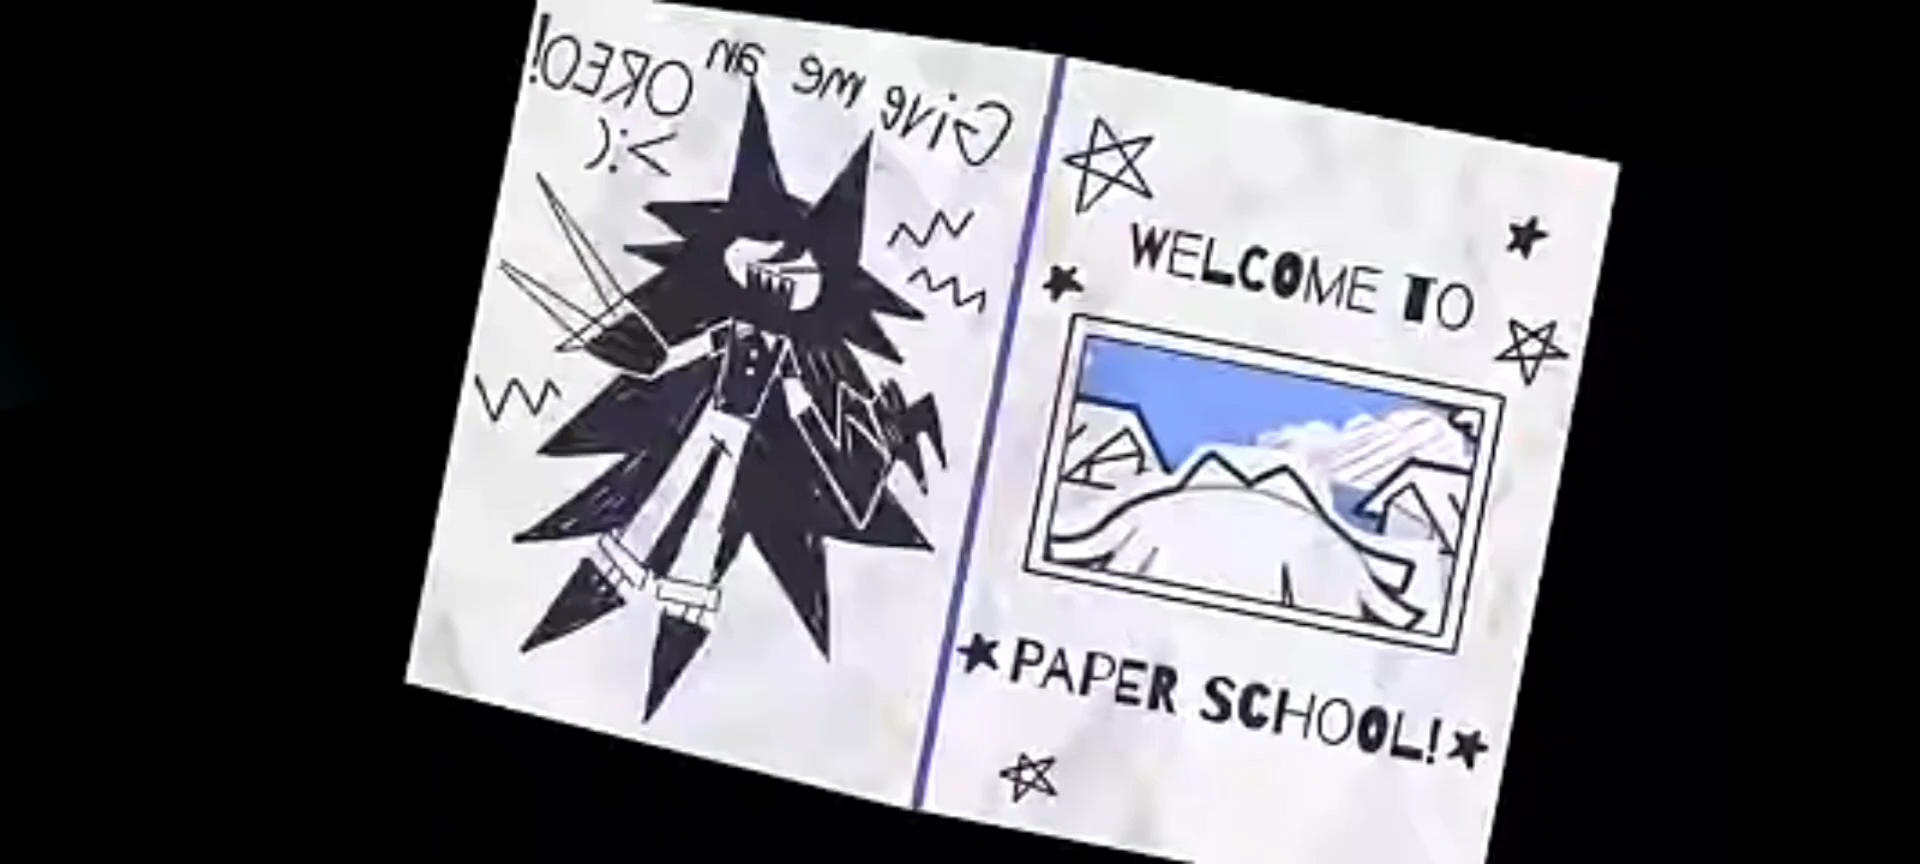 Give me an
OREO!
>:(
WELCOME TO
PAPER SCHOOL!